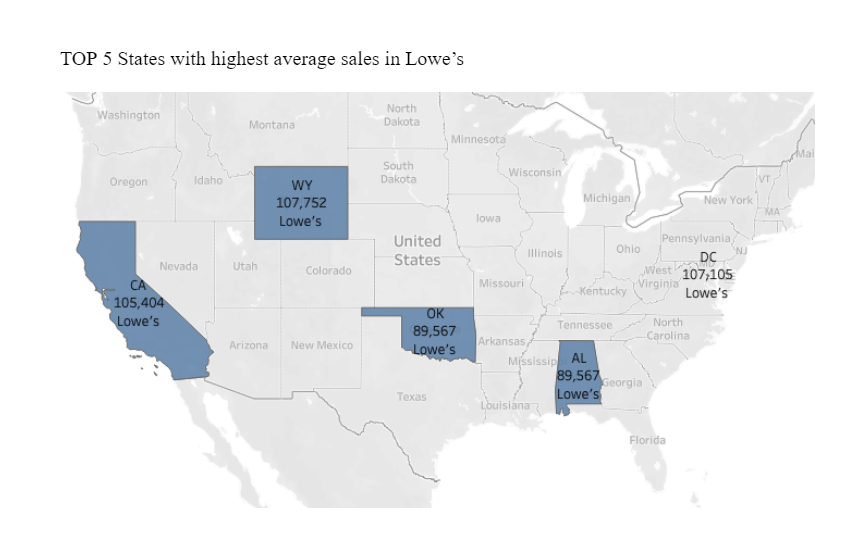 TOP 5 States with highest average sales in Lowe’s
Washington
Montana
North
Dakota
Minnesota
Oregon
Idaho
WY
107,752
Lowe's
South
Dakota
Wisconsin
Michigan
New York
VT
MA
Mai
Iowa
United
States
Nevada
Utah
Colorado
Illinois
Ohio
Pennsylvania
NJ
DC
107,105
Lowe's
West
Virginia
CA
105,404
Lowe's
Missouri
Kentucky
OK
89,567
Lowe's
Arkansas
Tennessee
North
Carolina
Arizona
New Mexico
Mississip
AL
89,567
Lowe's
Georgia
Texas
Louisiana
Florida